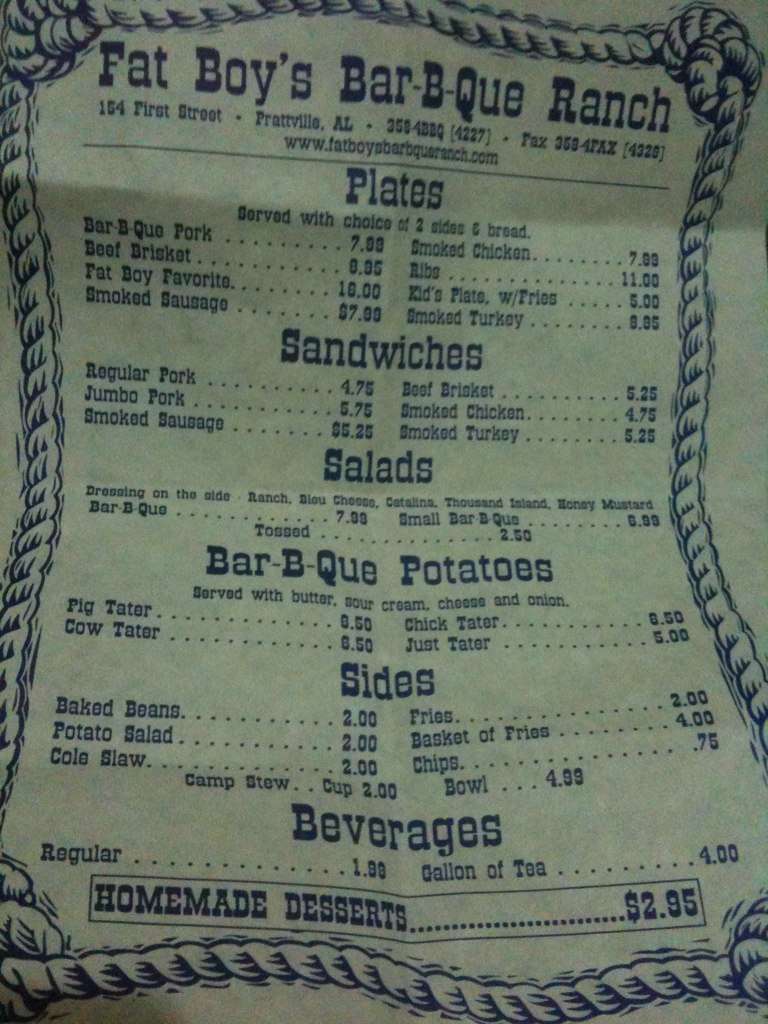 Fat Boy's Bar-B-Que Ranch
154 First Street • Prattville, AL • 358-4BBQ [4227] • Fax 358-4FAX [4329]
www.fatboysbarbqueranch.com
Plates
Served with choice of 2 sides & bread.
Bar-B-Que Pork . . . . . . . . . 7.99 Smoked Chicken. . . . . . . . 7.99
Beef Brisket . . . . . . . . . . . . 8.95 Ribs . . . . . . . . . . . . . . 11.00
Fat Boy Favorite. . . . . . . . . 16.00 Kid's Plate, w/Fries . . . . . 5.00
Smoked Sausage . . . . . . . . $7.99 Smoked Turkey . . . . . . . . 8.95
Sandwiches
Regular Pork . . . . . . . . . . 4.75 Beef Brisket . . . . . . . . . . 5.25
Jumbo Pork . . . . . . . . . . . 5.75 Smoked Chicken. . . . . . . . 4.75
Smoked Sausage . . . . . . . $5.25 Smoked Turkey . . . . . . . . 5.25
Salads
Dressing on the side - Ranch, Bleu Cheese, Catalina, Thousand Island, Honey Mustard
Bar-B-Que . . . . . . . . . . . . 7.99 Small Bar-B-Que . . . . . . . . 6.99
Tossed . . . . . . . . . . . . . . 2.50
Bar-B-Que Potatoes
Served with butter, sour cream, cheese and onion.
Pig Tater. . . . . . . . . . . . . 6.50 Chick Tater. . . . . . . . . . . 6.50
Cow Tater . . . . . . . . . . . . 6.50 Just Tater . . . . . . . . . . . 5.00
Sides
Baked Beans. . . . . . . . . . . 2.00 Fries. . . . . . . . . . . . . . . 2.00
Potato Salad . . . . . . . . . . . 2.00 Basket of Fries . . . . . . . . . 4.00
Cole Slaw. . . . . . . . . . . . . 2.00 Chips. . . . . . . . . . . . . . . .75
Camp Stew. . Cup 2.00 Bowl . . . 4.99
Beverages
Regular . . . . . . . . . . . . . 1.99 Gallon of Tea . . . . . . . . . 4.00
HOMEMADE DESSERTS..........................$2.95